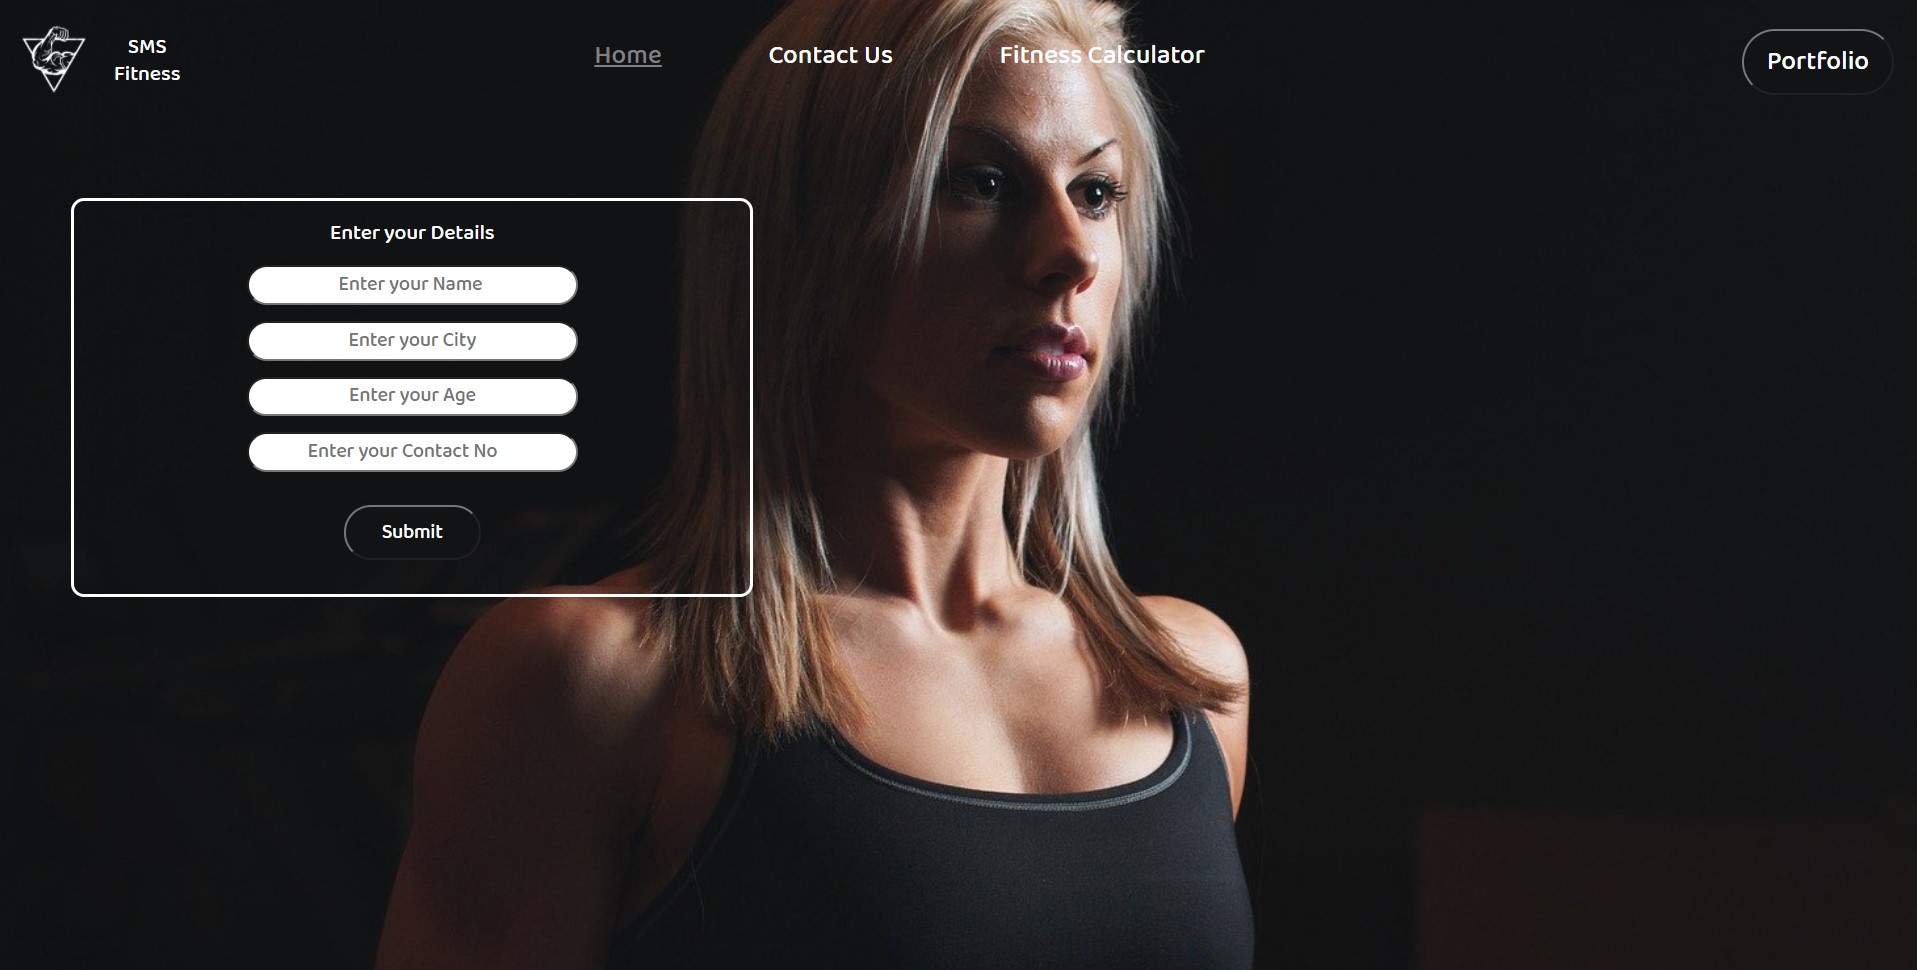 SMS
Fitness
Home
Contact Us
Fitness Calculator
Portfolio
Enter your Details
Enter your Name
Enter your City
Enter your Age
Enter your Contact No
Submit